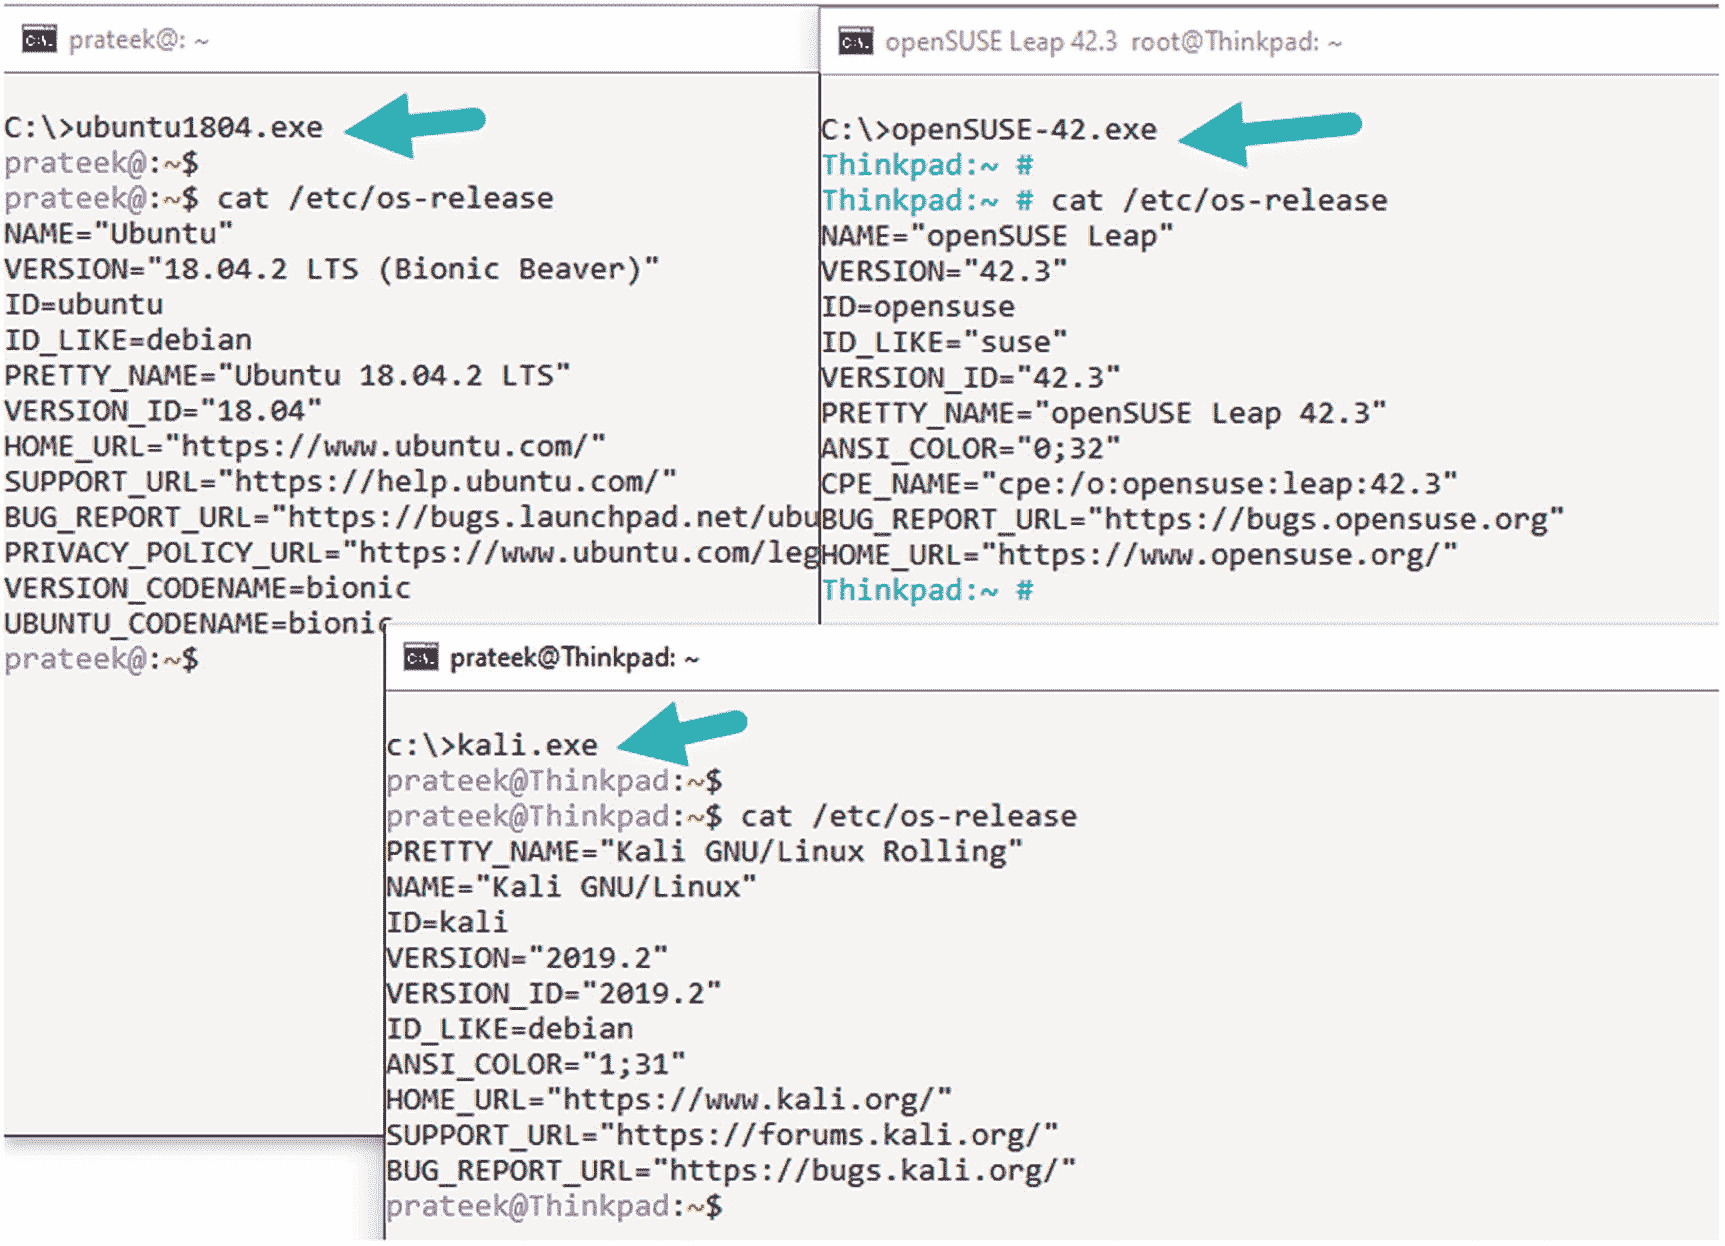 prateek@: ~
C:\>ubuntu1804.exe
prateek@:~$
prateek@:~$ cat /etc/os-release
NAME="Ubuntu"
VERSION="18.04.2 LTS (Bionic Beaver)"
ID=ubuntu
ID_LIKE=debian
PRETTY_NAME="Ubuntu 18.04.2 LTS"
VERSION_ID="18.04"
HOME_URL="https://www.ubuntu.com/"
SUPPORT_URL="https://help.ubuntu.com/"
BUG_REPORT_URL="https://bugs.launchpad.net/ubu
PRIVACY_POLICY_URL="https://www.ubuntu.com/leg
VERSION_CODENAME=bionic
UBUNTU_CODENAME=bionic
prateek@:~$
openSUSE Leap 42.3 root@Thinkpad: ~
C:\>openSUSE-42.exe
Thinkpad:~ #
Thinkpad:~ # cat /etc/os-release
NAME="openSUSE Leap"
VERSION="42.3"
ID=opensuse
ID_LIKE="suse"
VERSION_ID="42.3"
PRETTY_NAME="openSUSE Leap 42.3"
ANSI_COLOR="0;32"
CPE_NAME="cpe:/o:opensuse:leap:42.3"
BUG_REPORT_URL="https://bugs.opensuse.org"
HOME_URL="https://www.opensuse.org/"
Thinkpad:~ #
prateek@Thinkpad: ~
c:\>kali.exe
prateek@Thinkpad:~$
prateek@Thinkpad:~$ cat /etc/os-release
PRETTY_NAME="Kali GNU/Linux Rolling"
NAME="Kali GNU/Linux"
ID=kali
VERSION="2019.2"
VERSION_ID="2019.2"
ID_LIKE=debian
ANSI_COLOR="1;31"
HOME_URL="https://www.kali.org/"
SUPPORT_URL="https://forums.kali.org/"
BUG_REPORT_URL="https://bugs.kali.org/"
prateek@Thinkpad:~$